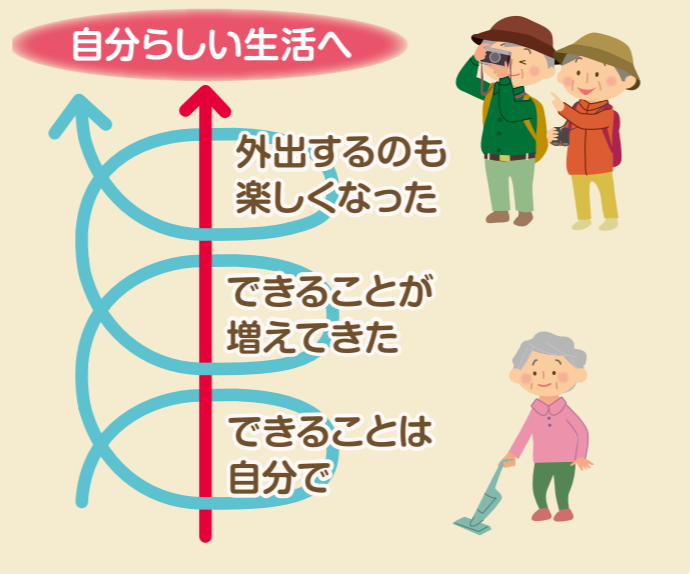 自分らしい生活へ
外出するのも
楽しくなった
できることが
増えてきた
できることは
自分で